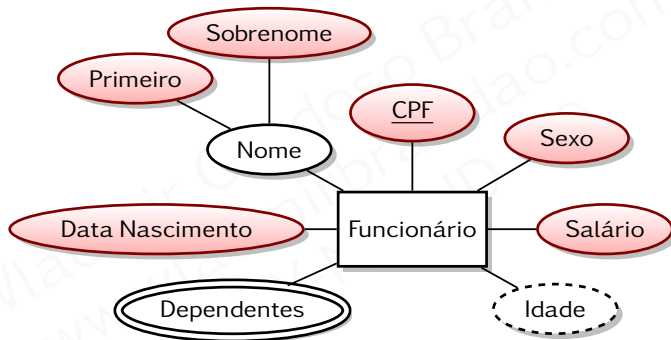 Sobrenome
Primeiro
CPF
Nome
Sexo
Data Nascimento
Funcionário
Salário
Dependentes
Idade